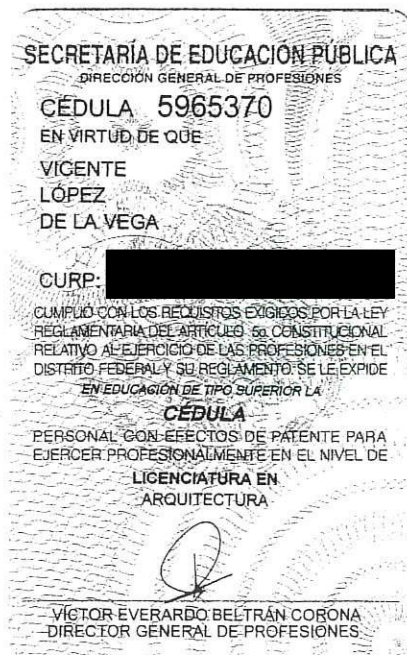 SECRETARÍA DE EDUCACIÓN PÚBLICA
DIRECCIÓN GENERAL DE PROFESIONES
CÉDULA 5965370
EN VIRTUD DE QUE
VICENTE
LÓPEZ
DE LA VEGA
CURP:
CUMPLIÓ CON LOS REQUISITOS EXIGIDOS POR LA LEY
REGLAMENTARIA DEL ARTÍCULO 5o. CONSTITUCIONAL
RELATIVO AL EJERCICIO DE LAS PROFESIONES EN EL
DISTRITO FEDERAL Y SU REGLAMENTO. SE LE EXPIDE
EN EDUCACIÓN DE TIPO SUPERIOR LA
CÉDULA
PERSONAL CON EFECTOS DE PATENTE PARA
EJERCER PROFESIONALMENTE EN EL NIVEL DE
LICENCIATURA EN
ARQUITECTURA
VÍCTOR EVERARDO BELTRÁN CORONA
DIRECTOR GENERAL DE PROFESIONES